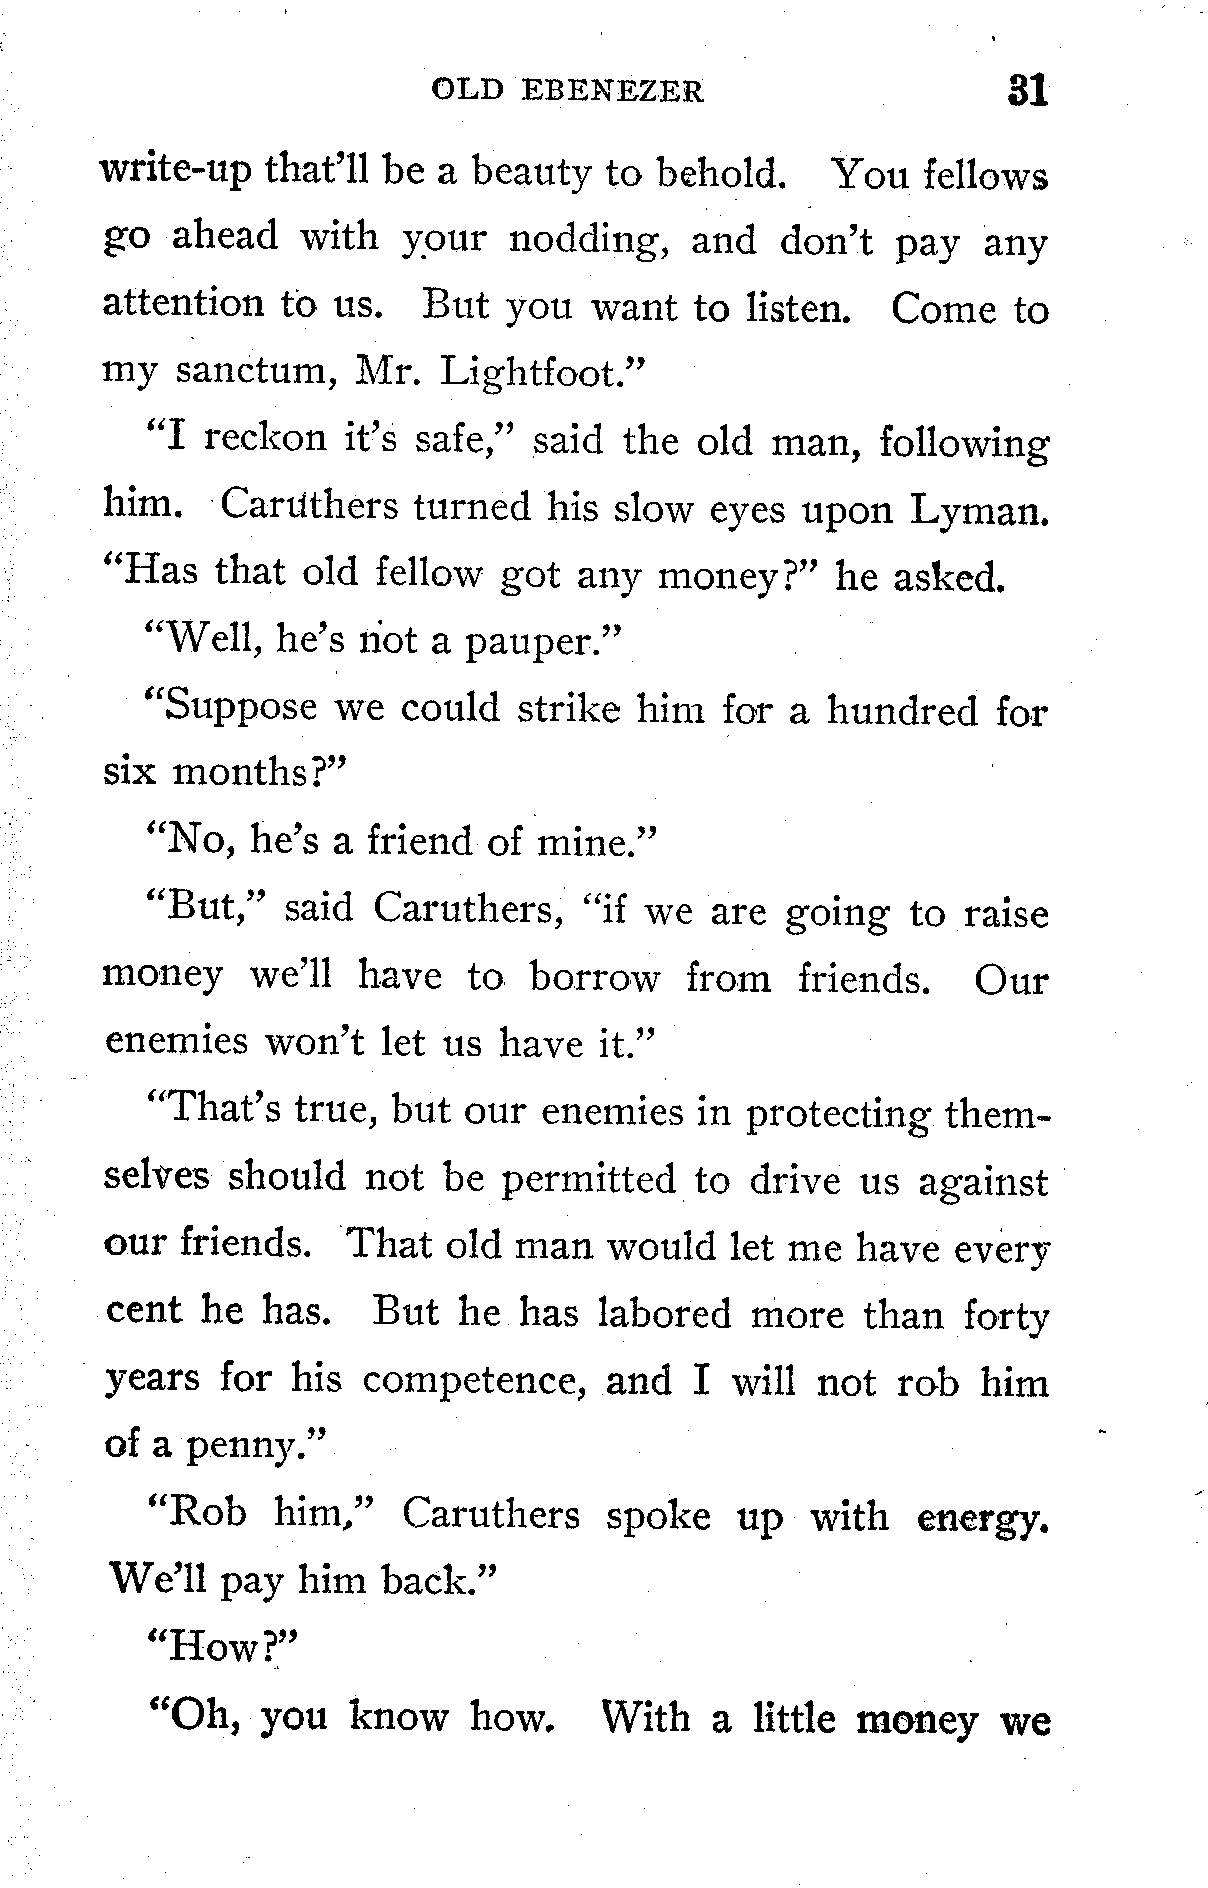 OLD EBENEZER 31
write-up that'll be a beauty to behold. You fellows
go ahead with your nodding, and don't pay any
attention to us. But you want to listen. Come to
my sanctum, Mr. Lightfoot."
"I reckon it's safe," said the old man, following
him. Caruthers turned his slow eyes upon Lyman.
"Has that old fellow got any money?" he asked.
"Well, he's not a pauper."
"Suppose we could strike him for a hundred for
six months?"
"No, he's a friend of mine."
"But," said Caruthers, "if we are going to raise
money we'll have to borrow from friends. Our
enemies won't let us have it."
"That's true, but our enemies in protecting them-
selves should not be permitted to drive us against
our friends. That old man would let me have every
cent he has. But he has labored more than forty
years for his competence, and I will not rob him
of a penny."
"Rob him," Caruthers spoke up with energy.
We'll pay him back."
"How?"
"Oh, you know how. With a little money we